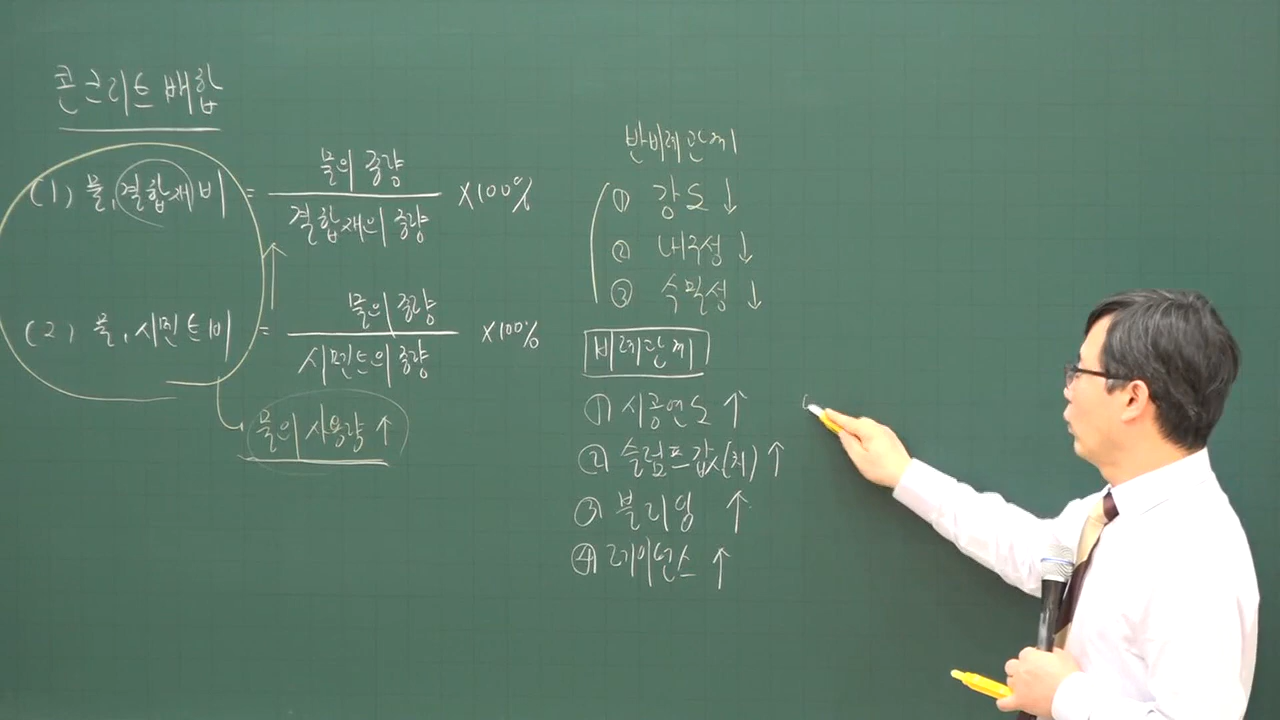 콘크리트 배합
(1) 물,결합재비 = 물의 중량 / 결합재의 중량 ×100%
(2) 물,시멘트비 = 물의 중량 / 시멘트의 중량 ×100%
물의 사용량 ↑
반비례관계
① 강도 ↓
② 내구성 ↓
③ 수밀성 ↓
비례관계
① 시공연도 ↑
② 슬럼프값(치) ↑
③ 블리딩 ↑
④ 레이턴스 ↑